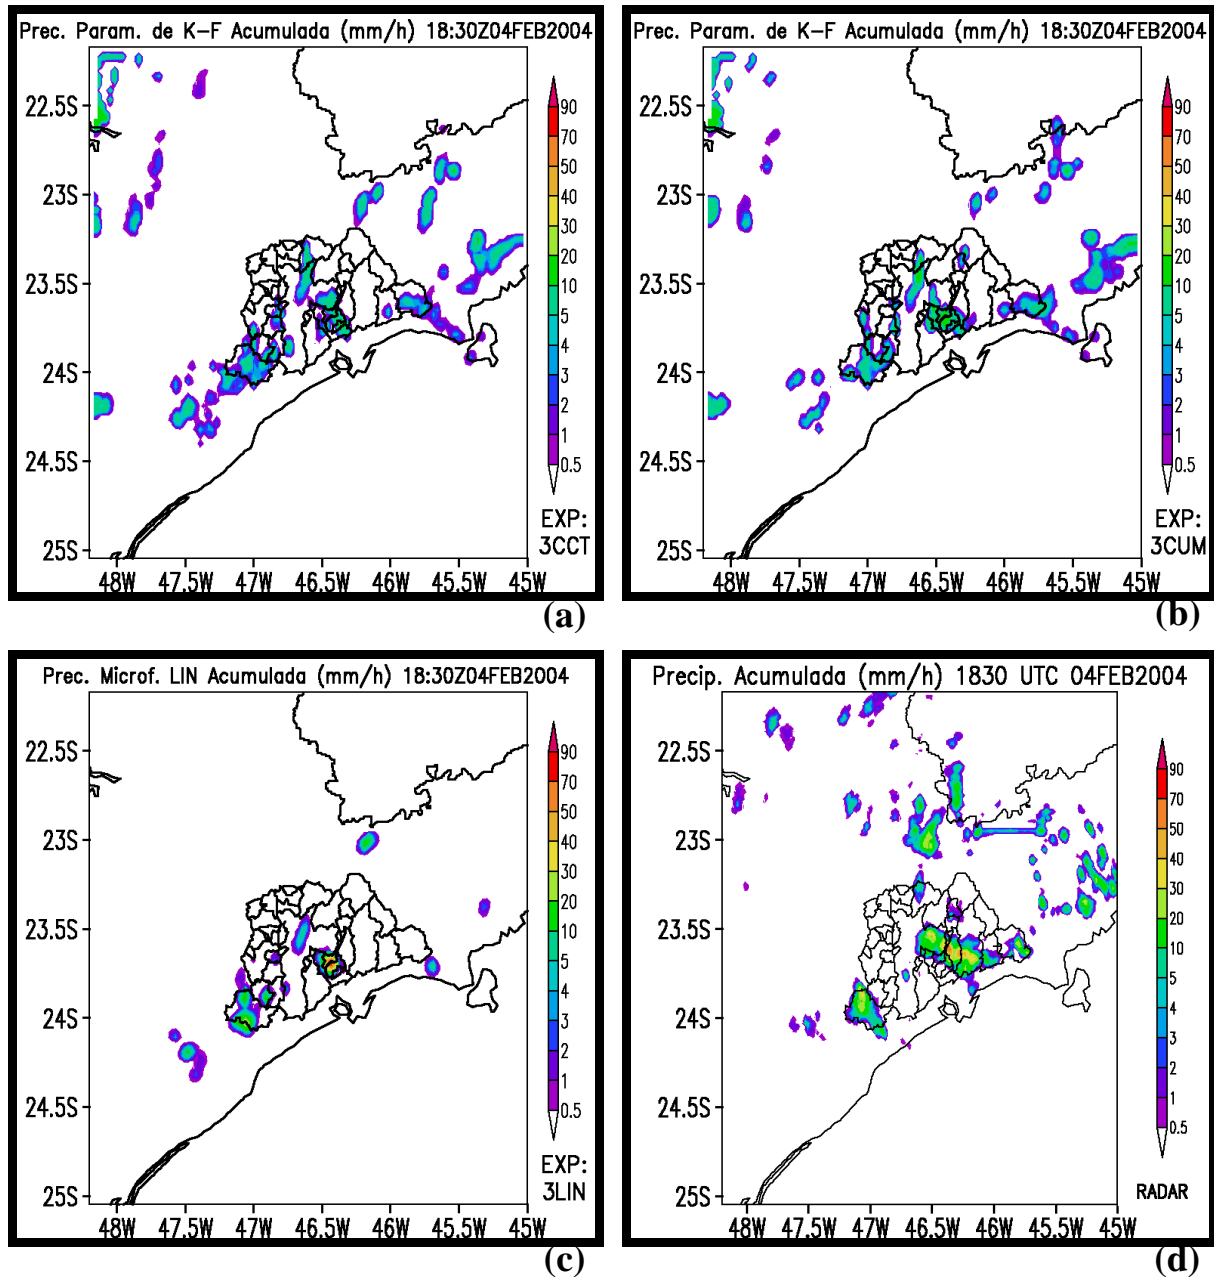 Prec. Param. de K-F Acumulada (mm/h) 18:30Z04FEB2004
22.5S
23S
23.5S
24S
24.5S
25S
48W 47.5W 47W 46.5W 46W 45.5W 45W
90
70
50
40
30
20
10
5
4
3
2
1
0.5
EXP:
3CCT
(a)
Prec. Param. de K-F Acumulada (mm/h) 18:30Z04FEB2004
22.5S
23S
23.5S
24S
24.5S
25S
48W 47.5W 47W 46.5W 46W 45.5W 45W
90
70
50
40
30
20
10
5
4
3
2
1
0.5
EXP:
3CUM
(b)
Prec. Microf. LIN Acumulada (mm/h) 18:30Z04FEB2004
22.5S
23S
23.5S
24S
24.5S
25S
48W 47.5W 47W 46.5W 46W 45.5W 45W
90
70
50
40
30
20
10
5
4
3
2
1
0.5
EXP:
3LIN
(c)
Precip. Acumulada (mm/h) 1830 UTC 04FEB2004
22.5S
23S
23.5S
24S
24.5S
25S
48W 47.5W 47W 46.5W 46W 45.5W 45W
90
70
50
40
30
20
10
5
4
3
2
1
0.5
RADAR
(d)